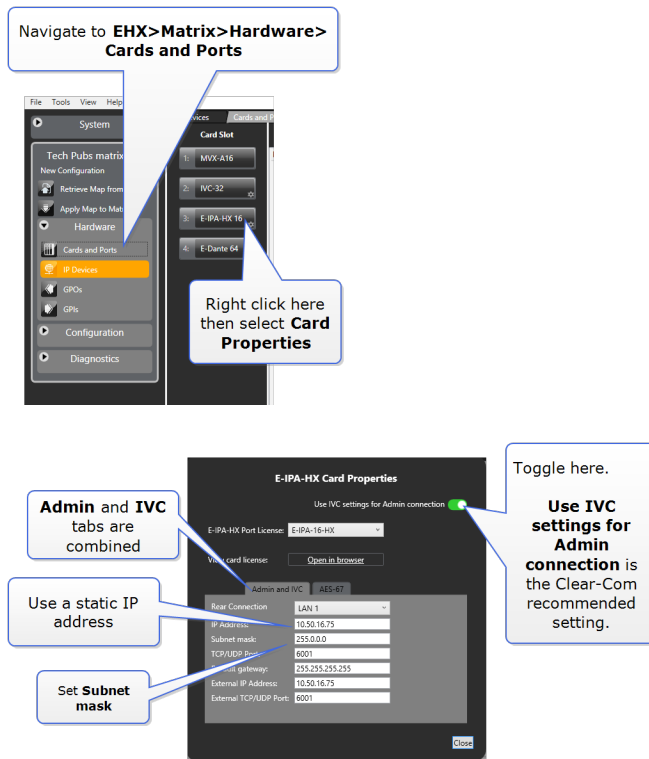 Navigate to EHX>Matrix>Hardware>
Cards and Ports
File Tools View Help
System
Tech Pubs matrix
New Configuration
Retrieve Map from
Apply Map to
Hardware
Cards and Ports
IP Devices
GPOs
GPIs
Configuration
Diagnostics
Cards and
Card Slot
1: MVX-A16
2: IVC-32
3: E-IPA-HX 16
4: E-Dante 64
Right click here
then select Card
Properties
E-IPA-HX Card Properties
Use IVC settings for Admin connection
E-IPA-HX Port License: E-IPA-16-HX
card license: Open in browser
Admin and IVC AES-67
Rear Connection LAN 1
IP Address: 10.50.16.75
Subnet mask: 255.0.0.0
TCP/UDP 6001
gateway: 255.255.255.255
External IP Address: 10.50.16.75
External TCP/UDP Port: 6001
Close
Admin and IVC
tabs are
combined
Use a static IP
address
Set Subnet
mask
Toggle here.
Use IVC
settings for
Admin
connection is
the Clear-Com
recommended
setting.